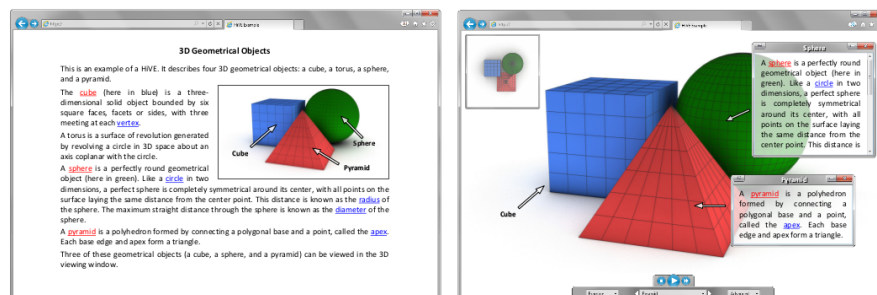 http://
HiVE Example
3D Geometrical Objects
This is an example of a HiVE. It describes four 3D geometrical objects: a cube, a torus, a sphere,
and a pyramid.
The cube (here in blue) is a three-
dimensional solid object bounded by six
square faces, facets or sides, with three
meeting at each vertex.
A torus is a surface of revolution generated
by revolving a circle in 3D space about an
axis coplanar with the circle.
A sphere is a perfectly round geometrical
object (here in green). Like a circle in two
dimensions, a perfect sphere is completely symmetrical around its center, with all points on the
surface laying the same distance from the center point. This distance is known as the radius of
the sphere. The maximum straight distance through the sphere is known as the diameter of the
sphere.
A pyramid is a polyhedron formed by connecting a polygonal base and a point, called the apex.
Each base edge and apex form a triangle.
Three of these geometrical objects (a cube, a sphere, and a pyramid) can be viewed in the 3D
viewing window.
Cube
Sphere
Pyramid
http://
HiVE Example
Sphere
A sphere is a perfectly round
geometrical object (here in
green). Like a circle in two
dimensions, a perfect sphere
is completely symmetrical
around its center, with all
points on the surface laying
the same distance from the
center point. This distance is
Pyramid
A pyramid is a polyhedron
formed by connecting a
polygonal base and a point,
called the apex. Each base
edge and apex form a triangle.
Cube